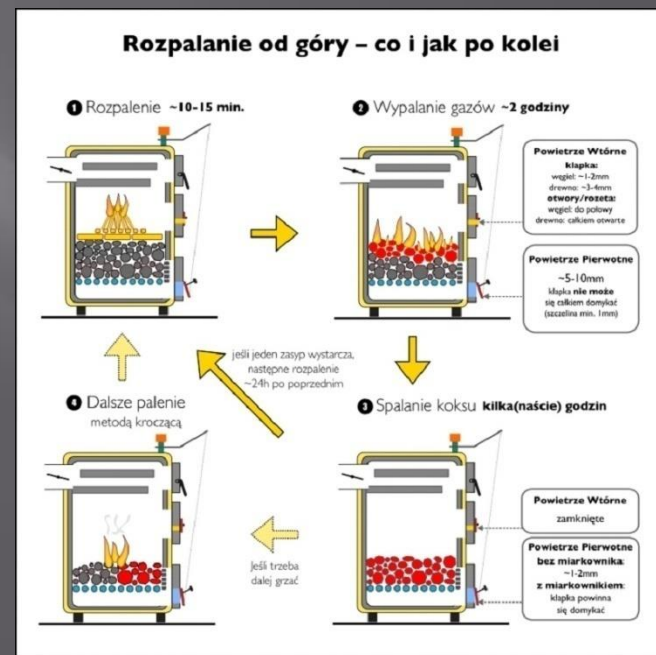 Rozpalanie od góry – co i jak po kolei
1 Rozpalenie ~10-15 min.
2 Wypalanie gazów ~2 godziny
Powietrze Wtórne
klapka:
węgiel: ~1-2mm
drewno: ~3-4mm
otwory/rozeta:
węgiel: do połowy
drewno: całkiem otwarte
Powietrze Pierwotne
~5-10mm
klapka nie może
się całkiem domykać
(szczelina min. 1mm)
jeśli jeden zasyp wystarcza,
następne rozpalenie
~24h po poprzednim
4 Dalsze palenie
metodą kroczącą
3 Spalanie koksu kilka(naście) godzin
Powietrze Wtórne
zamknięte
Jeśli trzeba
dalej grzać
Powietrze Pierwotne
bez miarkownika:
~1-2mm
z miarkownikiem:
klapka powinna
się domykać